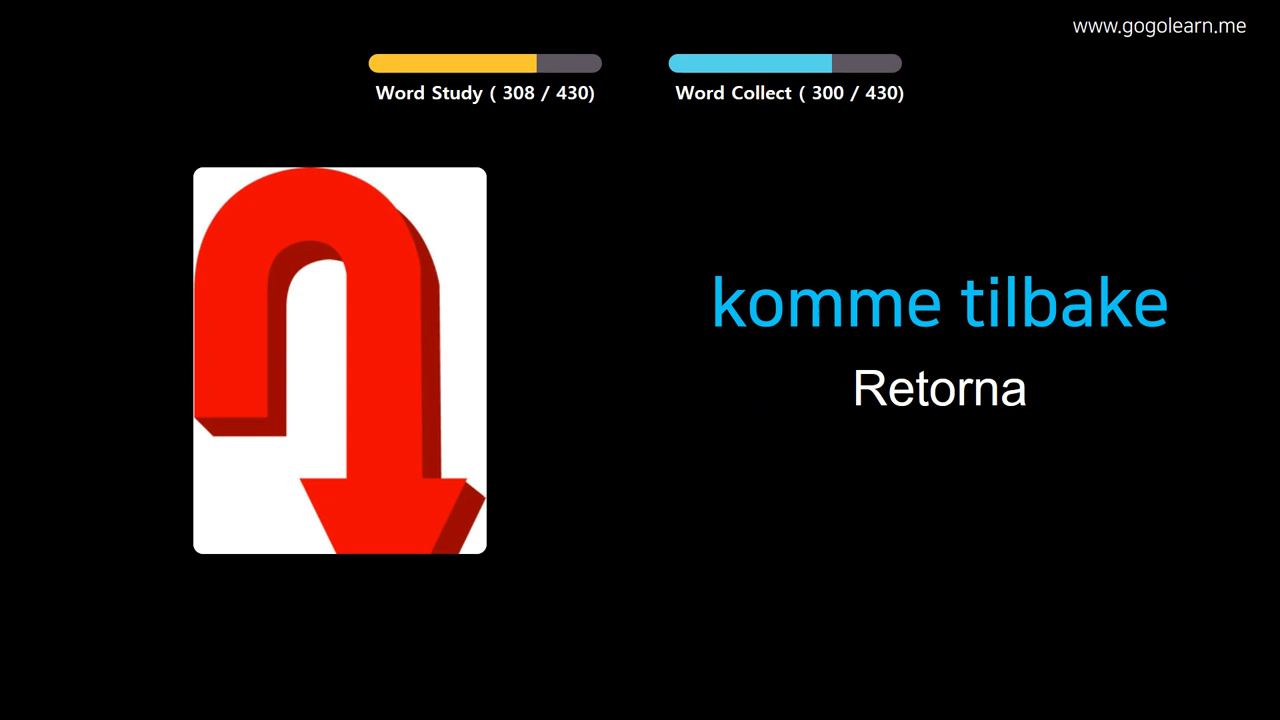 www.gogolearn.me
Word Study ( 308 / 430)
Word Collect ( 300 / 430)
komme tilbake
Retorna